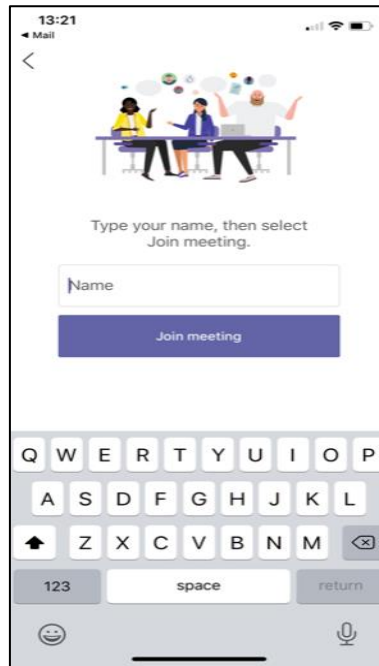 13:21
◄ Mail
Type your name, then select
Join meeting.
Name
Join meeting
Q W E R T Y U I O P
A S D F G H J K L
Z X C V B N M
123 space return